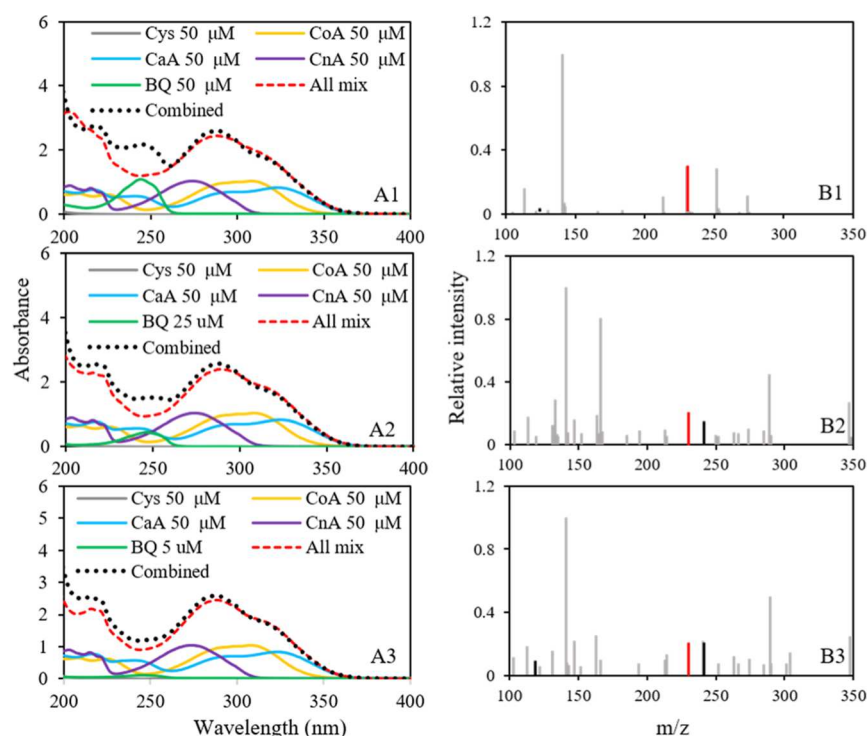 6
Cys 50 μM CoA 50 μM
CaA 50 μM CnA 50 μM
BQ 50 μM All mix
Combined
4
2
0
A1
200 250 300 350 400
1.2
0.8
0.4
0
B1
100 150 200 250 300 350
6
Cys 50 μM CoA 50 μM
CaA 50 μM CnA 50 μM
BQ 25 uM All mix
Combined
4
2
0
A2
200 250 300 350 400
1.2
0.8
0.4
0
B2
100 150 200 250 300 350
6
Cys 50 μM CoA 50 μM
5
CaA 50 μM CnA 50 μM
4
BQ 5 uM All mix
3
Combined
2
1
0
A3
200 250 300 350 400
1.2
0.8
0.4
0
B3
100 150 200 250 300 350
Absorbance
Relative intensity
Wavelength (nm)
m/z